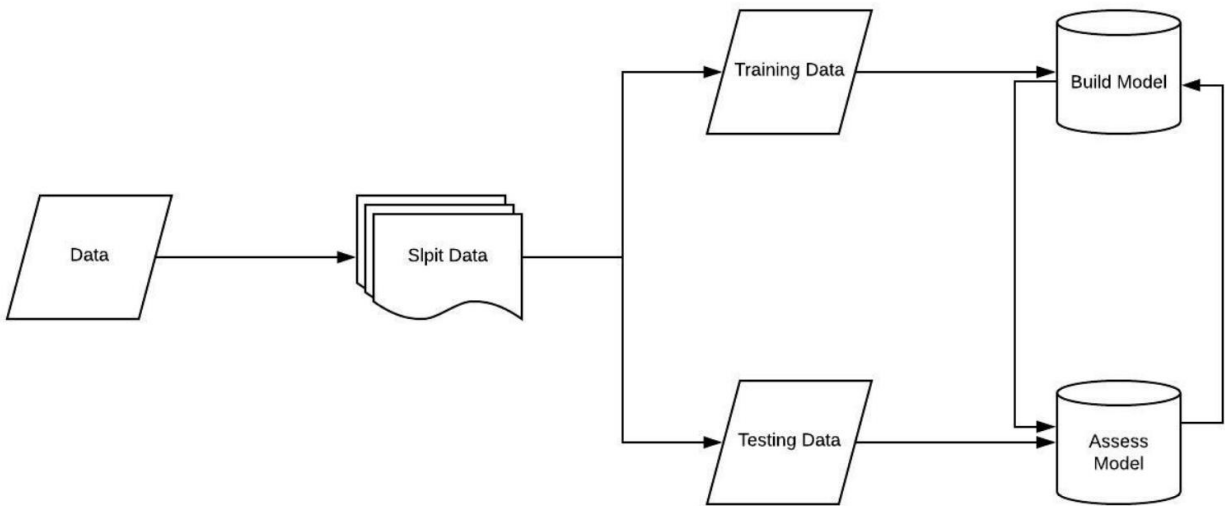 Training Data
Build Model
Data
Slpit Data
Testing Data
Assess
Model